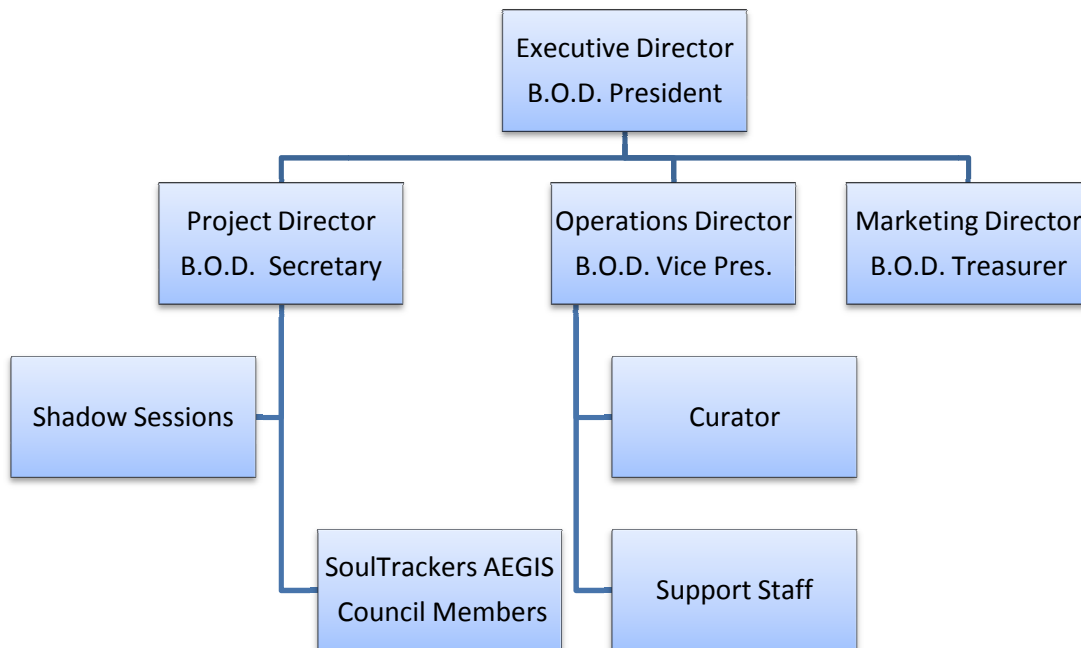 Executive Director
B.O.D. President
Project Director
B.O.D. Secretary
Operations Director
B.O.D. Vice Pres.
Marketing Director
B.O.D. Treasurer
Shadow Sessions
Curator
SoulTrackers AEGIS
Council Members
Support Staff